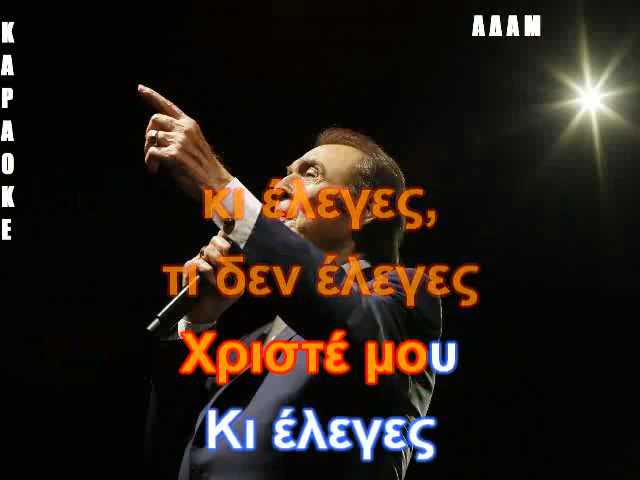 ΚΑΡΑΟΚΕ
ΑΔΑΜ
κι έλεγες,
τι δεν έλεγες
Χριστέ μου
Κι έλεγες